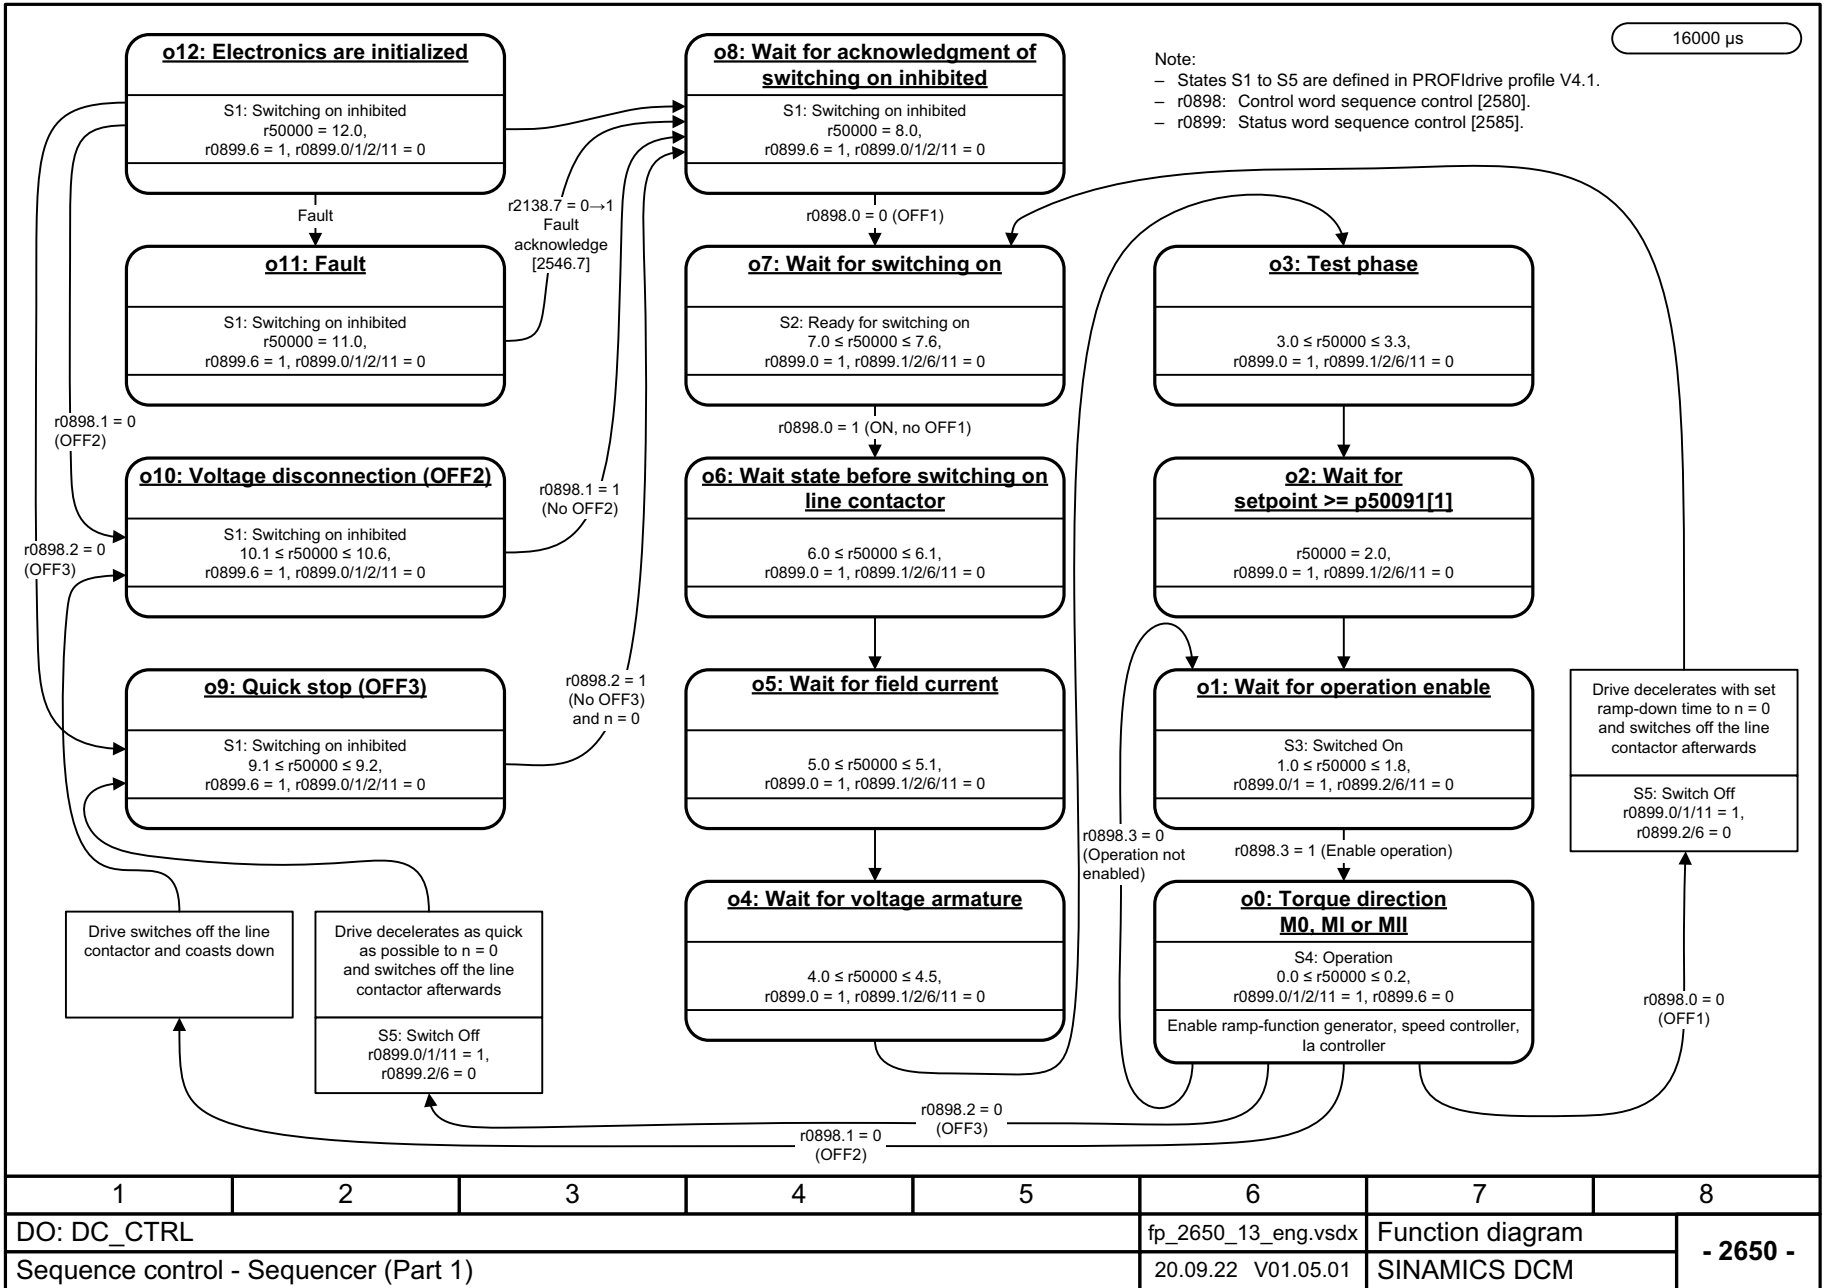 16000 µs
o12: Electronics are initialized
S1: Switching on inhibited
r50000 = 12.0,
r0899.6 = 1, r0899.0/1/2/11 = 0
Fault
o11: Fault
S1: Switching on inhibited
r50000 = 11.0,
r0899.6 = 1, r0899.0/1/2/11 = 0
r0898.1 = 0
(OFF2)
o10: Voltage disconnection (OFF2)
S1: Switching on inhibited
10.1 ≤ r50000 ≤ 10.6,
r0899.6 = 1, r0899.0/1/2/11 = 0
r0898.2 = 0
(OFF3)
o9: Quick stop (OFF3)
S1: Switching on inhibited
9.1 ≤ r50000 ≤ 9.2,
r0899.6 = 1, r0899.0/1/2/11 = 0
Drive switches off the line
contactor and coasts down
Drive decelerates as quick
as possible to n = 0
and switches off the line
contactor afterwards
S5: Switch Off
r0899.0/1/11 = 1,
r0899.2/6 = 0
r2138.7 = 0→1
Fault
acknowledge
[2546.7]
r0898.1 = 1
(No OFF2)
r0898.2 = 1
(No OFF3)
and n = 0
o8: Wait for acknowledgment of
switching on inhibited
S1: Switching on inhibited
r50000 = 8.0,
r0899.6 = 1, r0899.0/1/2/11 = 0
r0898.0 = 0 (OFF1)
o7: Wait for switching on
S2: Ready for switching on
7.0 ≤ r50000 ≤ 7.6,
r0899.0 = 1, r0899.1/2/6/11 = 0
r0898.0 = 1 (ON, no OFF1)
o6: Wait state before switching on
line contactor
6.0 ≤ r50000 ≤ 6.1,
r0899.0 = 1, r0899.1/2/6/11 = 0
o5: Wait for field current
5.0 ≤ r50000 ≤ 5.1,
r0899.0 = 1, r0899.1/2/6/11 = 0
o4: Wait for voltage armature
4.0 ≤ r50000 ≤ 4.5,
r0899.0 = 1, r0899.1/2/6/11 = 0
Note:
– States S1 to S5 are defined in PROFIdrive profile V4.1.
– r0898: Control word sequence control [2580].
– r0899: Status word sequence control [2585].
o3: Test phase
3.0 ≤ r50000 ≤ 3.3,
r0899.0 = 1, r0899.1/2/6/11 = 0
o2: Wait for
setpoint >= p50091[1]
r50000 = 2.0,
r0899.0 = 1, r0899.1/2/6/11 = 0
o1: Wait for operation enable
S3: Switched On
1.0 ≤ r50000 ≤ 1.8,
r0899.0/1 = 1, r0899.2/6/11 = 0
r0898.3 = 0
(Operation not
enabled)
r0898.3 = 1 (Enable operation)
o0: Torque direction
M0, MI or MII
S4: Operation
0.0 ≤ r50000 ≤ 0.2,
r0899.0/1/2/11 = 1, r0899.6 = 0
Enable ramp-function generator, speed controller,
Ia controller
Drive decelerates with set
ramp-down time to n = 0
and switches off the line
contactor afterwards
S5: Switch Off
r0899.0/1/11 = 1,
r0899.2/6 = 0
r0898.0 = 0
(OFF1)
r0898.2 = 0
(OFF3)
r0898.1 = 0
(OFF2)
1 2 3 4 5 6 7 8
DO: DC_CTRL
fp_2650_13_eng.vsdx
Function diagram
- 2650 -
Sequence control - Sequencer (Part 1)
20.09.22 V01.05.01
SINAMICS DCM